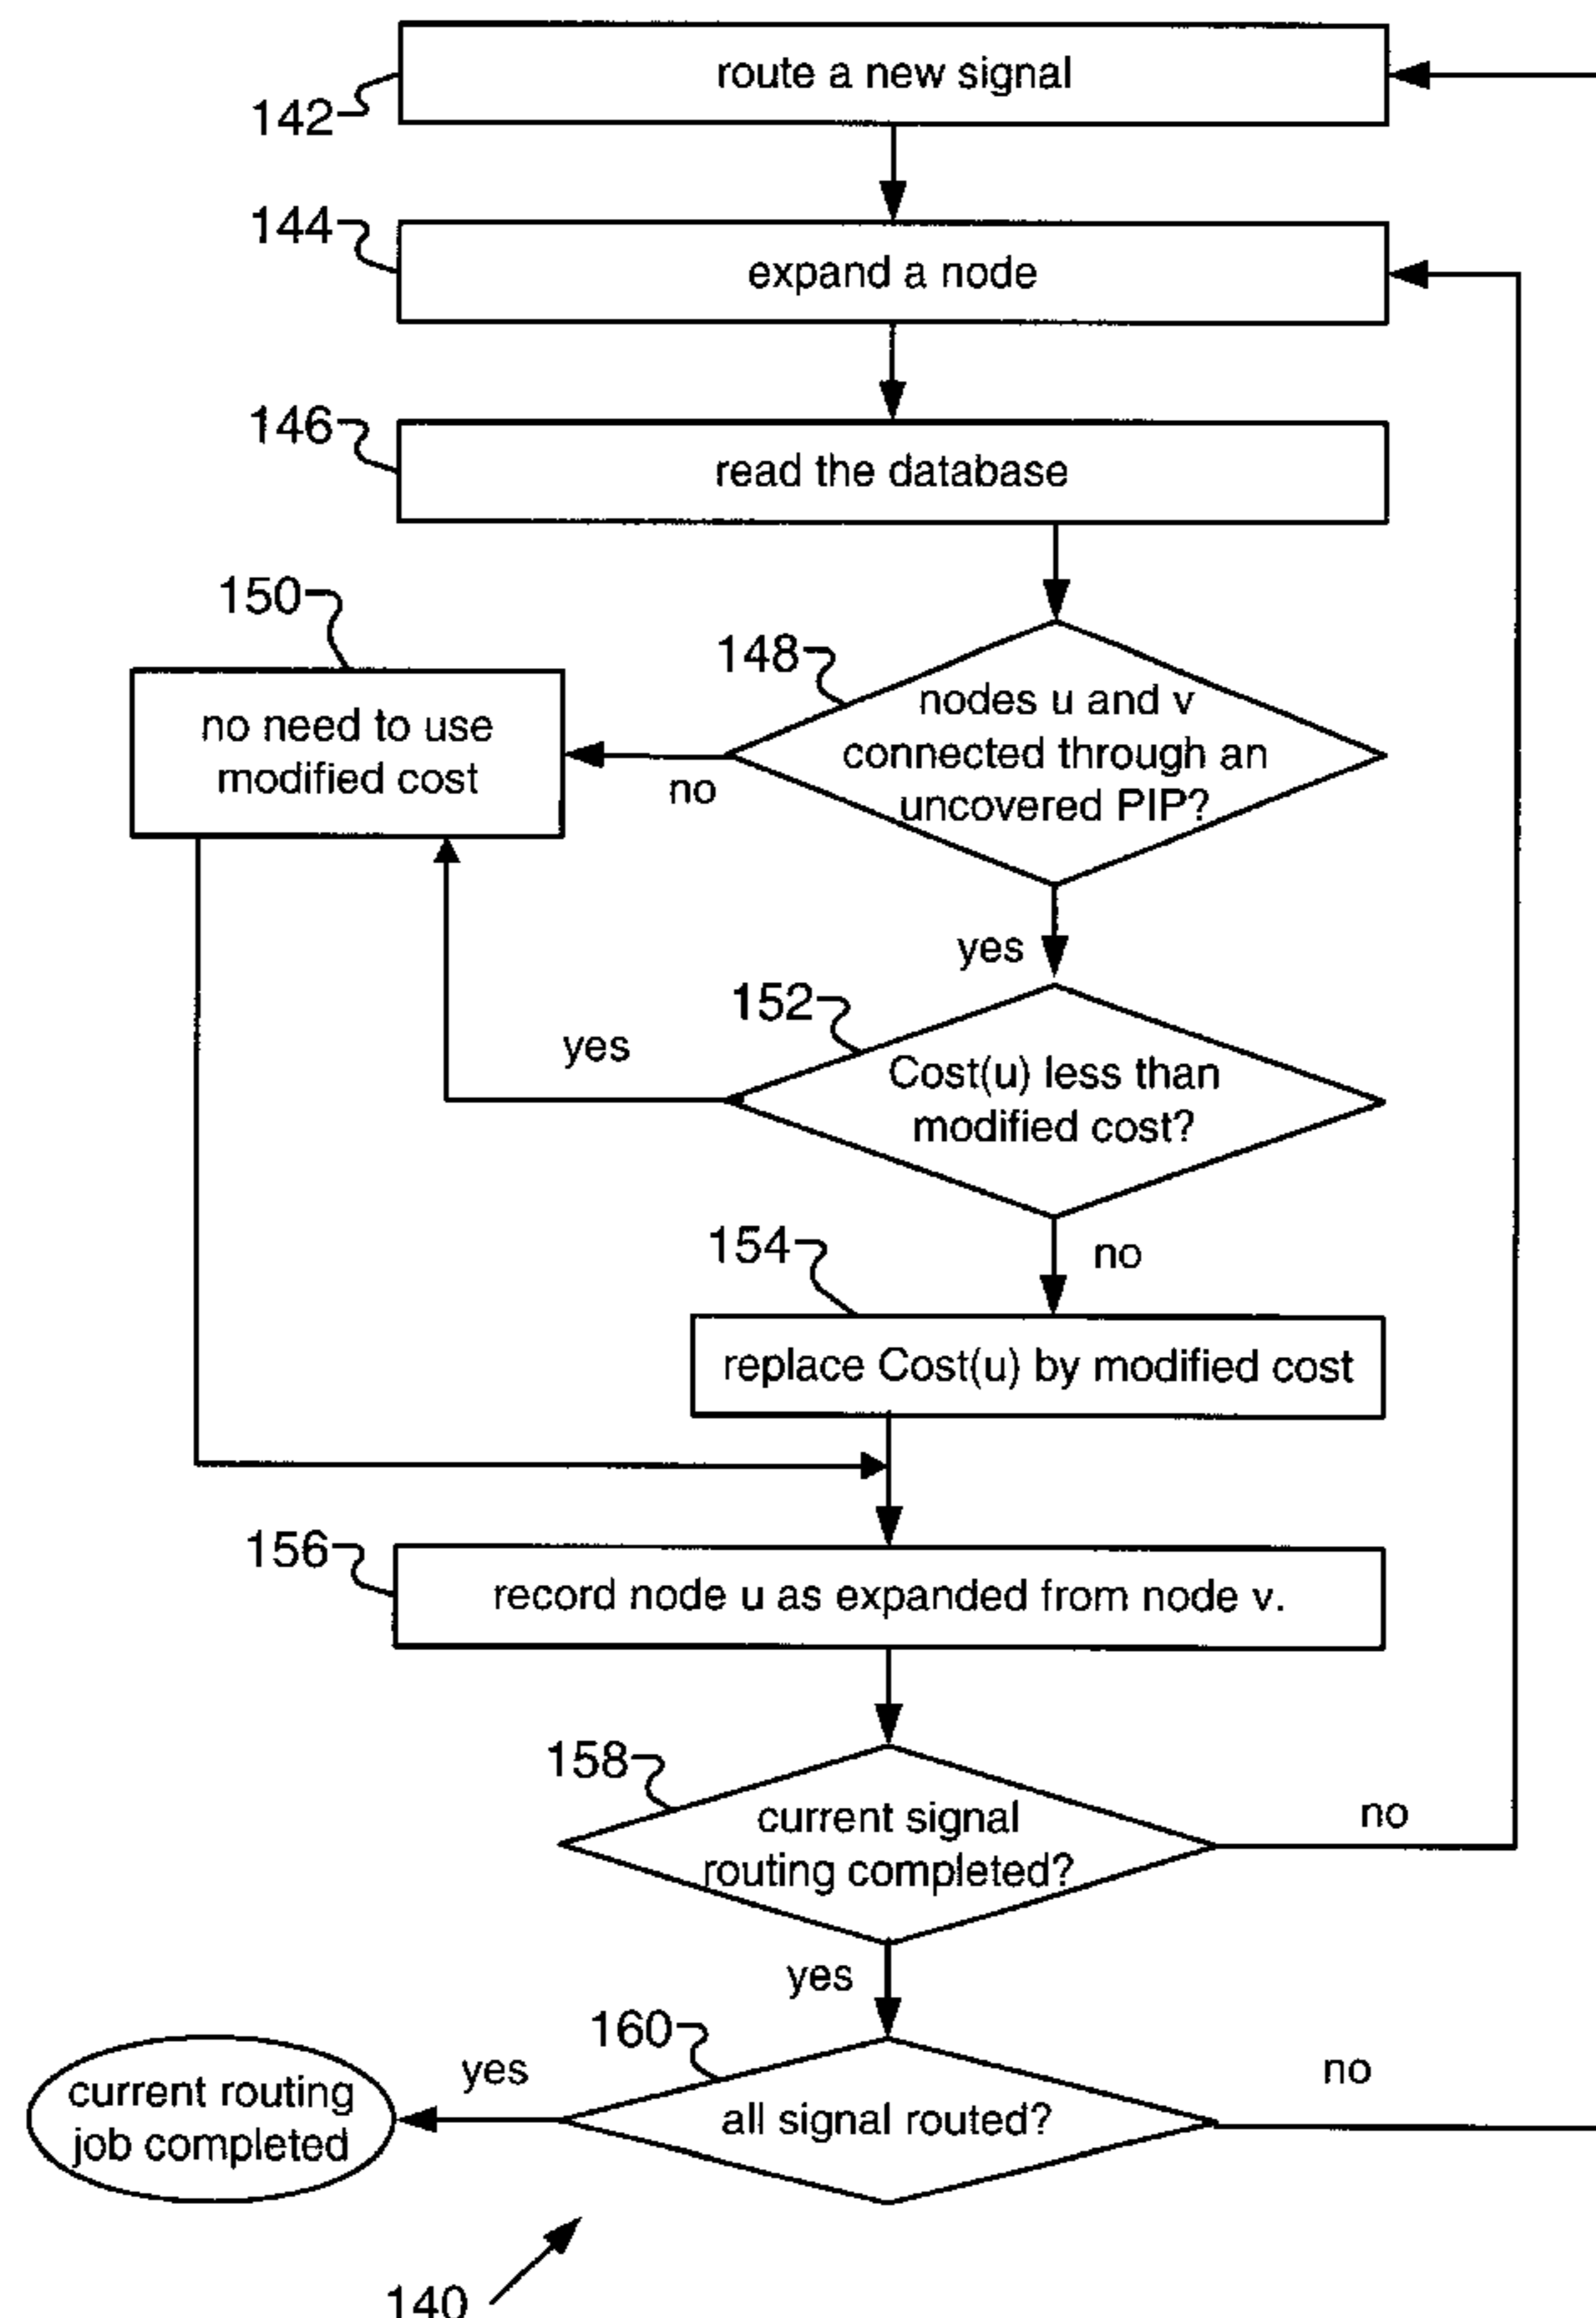 route a new signal
142
144
expand a node
146
read the database
150
148
no need to use
modified cost
nodes u and v
connected through an
uncovered PIP?
no
yes
152
yes
Cost(u) less than
modified cost?
154
no
replace Cost(u) by modified cost
156
record node u as expanded from node v.
158
current signal
routing completed?
no
yes
160
yes
no
current routing
job completed
all signal routed?
140